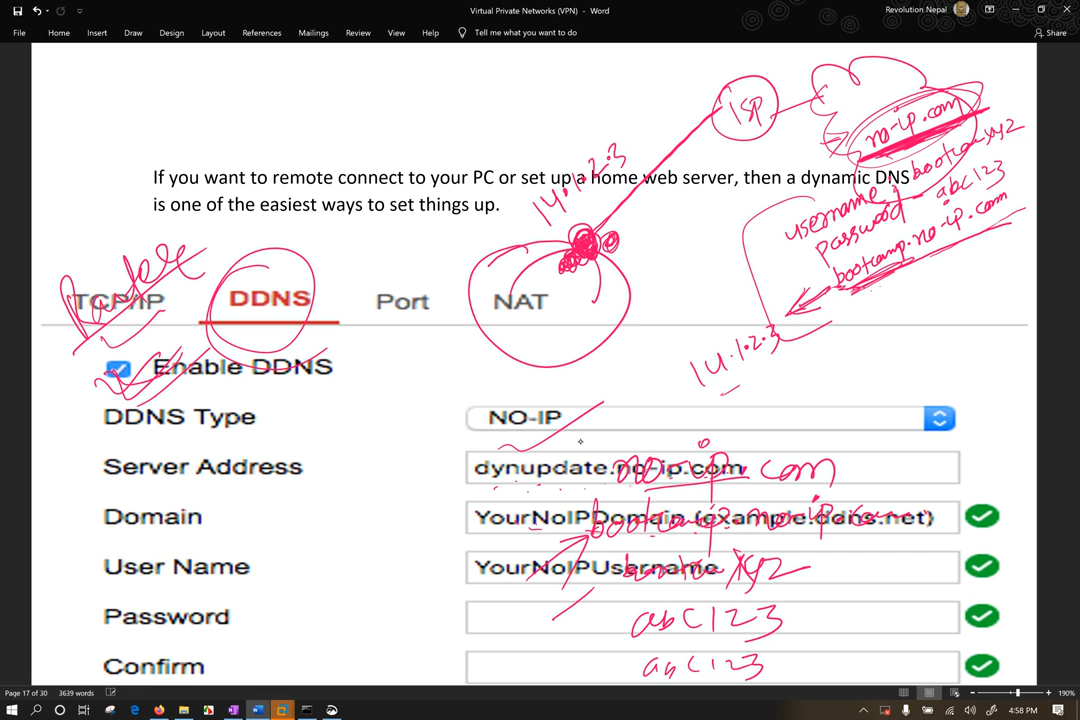 Virtual Private Networks (VPN) - Word
Revolution Nepal
File Home Insert Draw Design Layout References Mailings Review View Help Tell me what you want to do Share
ISP
no-ip.com
14.1.2.3
If you want to remote connect to your PC or set up a home web server, then a dynamic DNS
is one of the easiest ways to set things up.
username
password - abc123
bootcamp.no-ip.com
Router
TCP/IP DDNS Port NAT
14.1.2.3
Enable DDNS
DDNS Type NO-IP
Server Address dynupdate.no-ip.com
no-ip.com
Domain YourNoIPDomain (example.ddns.net)
bootcamp.no-ip.com
User Name YourNoIPUsername
xyz
Password abc123
Confirm abc123
Page 17 of 30 3639 words 190%
4:58 PM